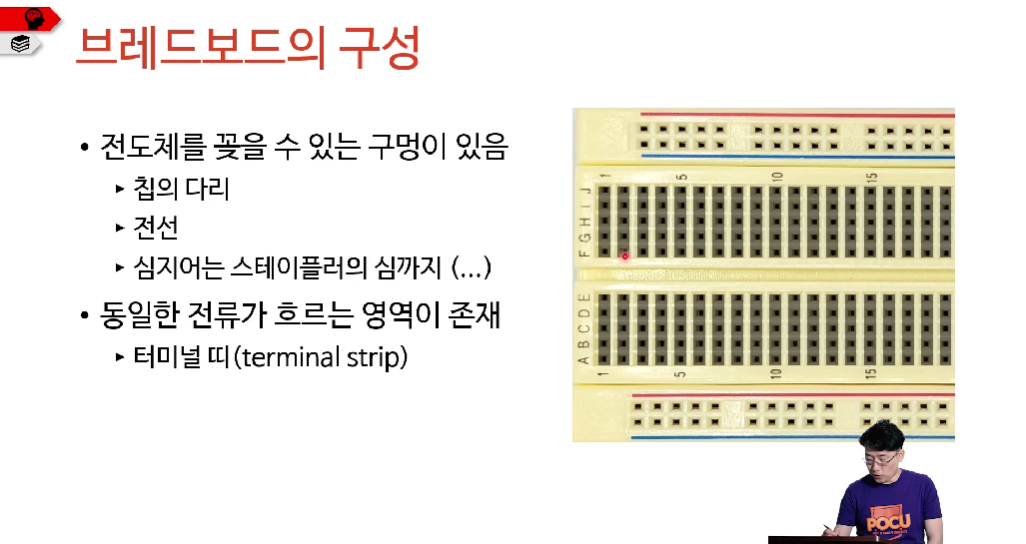 브레드보드의 구성
• 전도체를 꽂을 수 있는 구멍이 있음
▸ 칩의 다리
▸ 전선
▸ 심지어는 스테이플러의 심까지 (...)
• 동일한 전류가 흐르는 영역이 존재
▸ 터미널 띠(terminal strip)
1 5 10 15
J
I
H
G
F
E
D
C
B
A
1 5 10 15
POCU